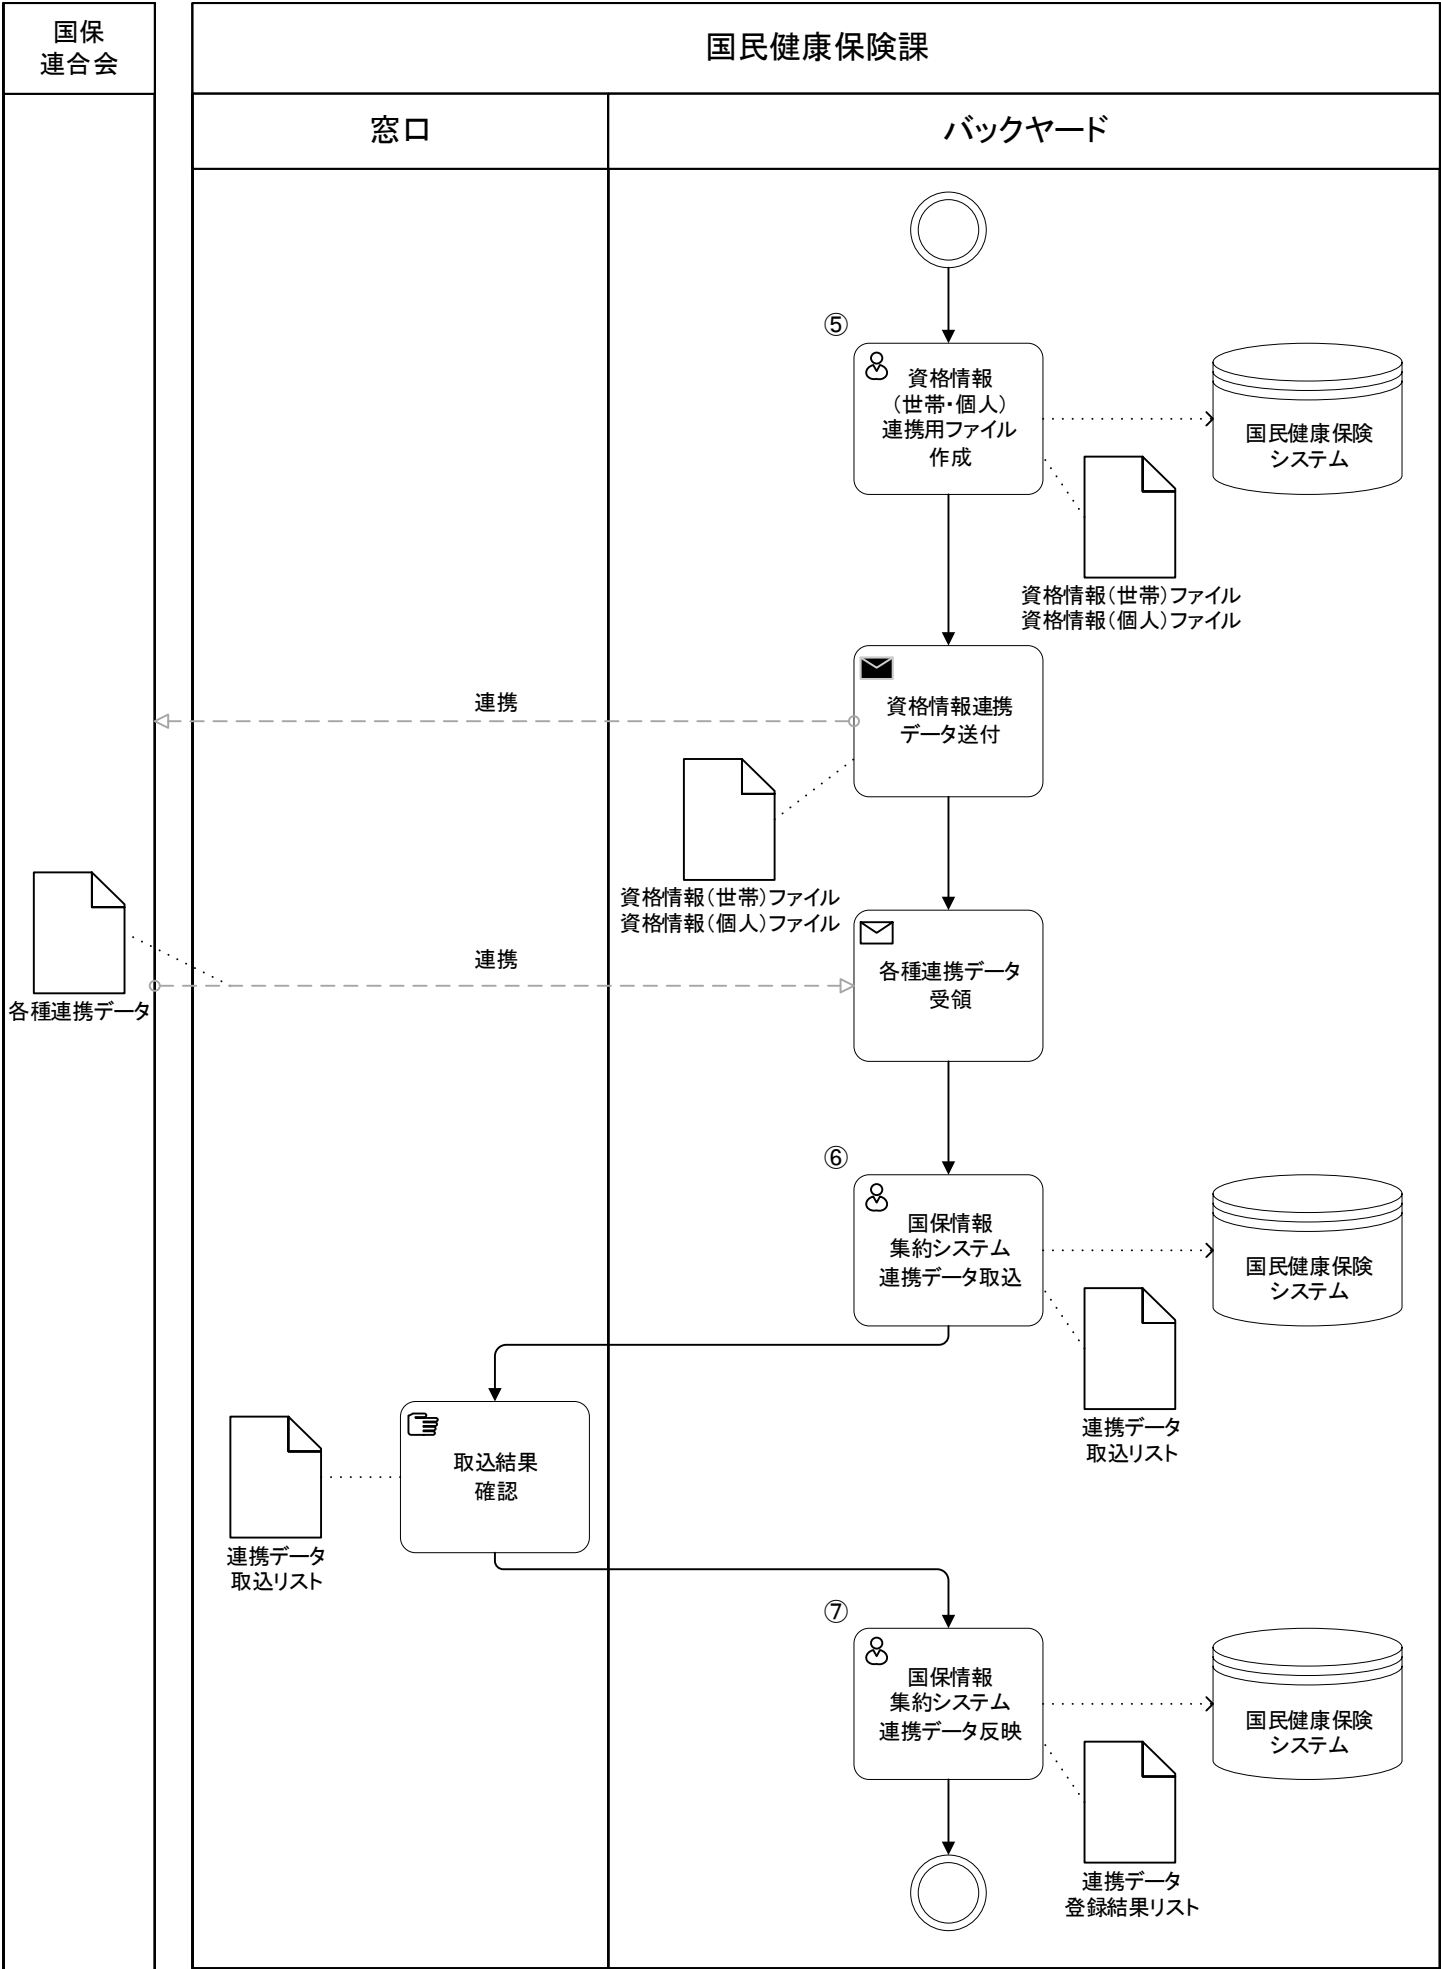 国保
連合会
国民健康保険課
窓口
バックヤード
⑤
資格情報
（世帯・個人）
連携用ファイル
作成
国民健康保険
システム
資格情報（世帯）ファイル
資格情報（個人）ファイル
連携
資格情報連携
データ送付
資格情報（世帯）ファイル
資格情報（個人）ファイル
各種連携データ
連携
各種連携データ
受領
⑥
国保情報
集約システム
連携データ取込
国民健康保険
システム
連携データ
取込リスト
取込結果
確認
連携データ
取込リスト
⑦
国保情報
集約システム
連携データ反映
国民健康保険
システム
連携データ
登録結果リスト